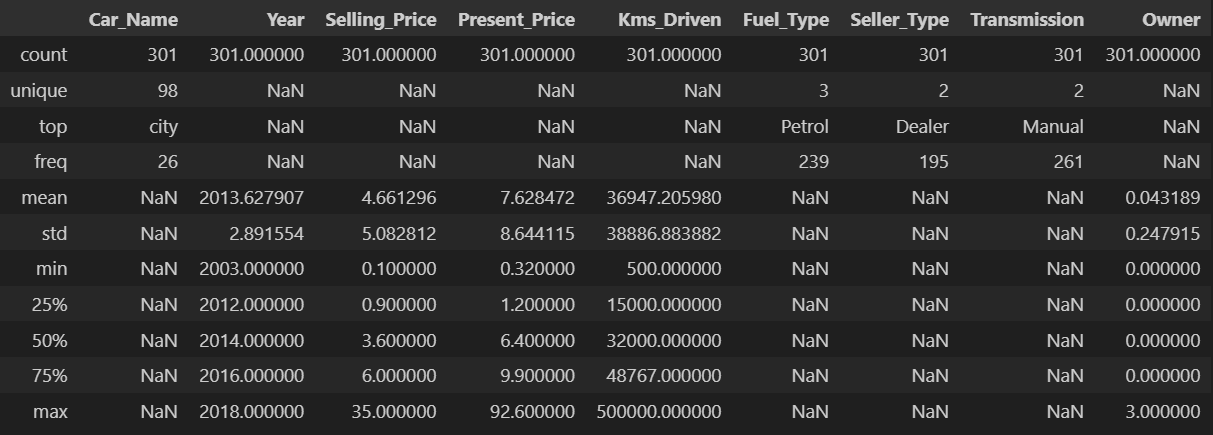 Car_Name Year Selling_Price Present_Price Kms_Driven Fuel_Type Seller_Type Transmission Owner
count 301 301.000000 301.000000 301.000000 301.000000 301 301 301 301.000000
unique 98 NaN NaN NaN NaN 3 2 2 NaN
top city NaN NaN NaN NaN Petrol Dealer Manual NaN
freq 26 NaN NaN NaN NaN 239 195 261 NaN
mean NaN 2013.627907 4.661296 7.628472 36947.205980 NaN NaN NaN 0.043189
std NaN 2.891554 5.082812 8.644115 38886.883882 NaN NaN NaN 0.247915
min NaN 2003.000000 0.100000 0.320000 500.000000 NaN NaN NaN 0.000000
25% NaN 2012.000000 0.900000 1.200000 15000.000000 NaN NaN NaN 0.000000
50% NaN 2014.000000 3.600000 6.400000 32000.000000 NaN NaN NaN 0.000000
75% NaN 2016.000000 6.000000 9.900000 48767.000000 NaN NaN NaN 0.000000
max NaN 2018.000000 35.000000 92.600000 500000.000000 NaN NaN NaN 3.000000